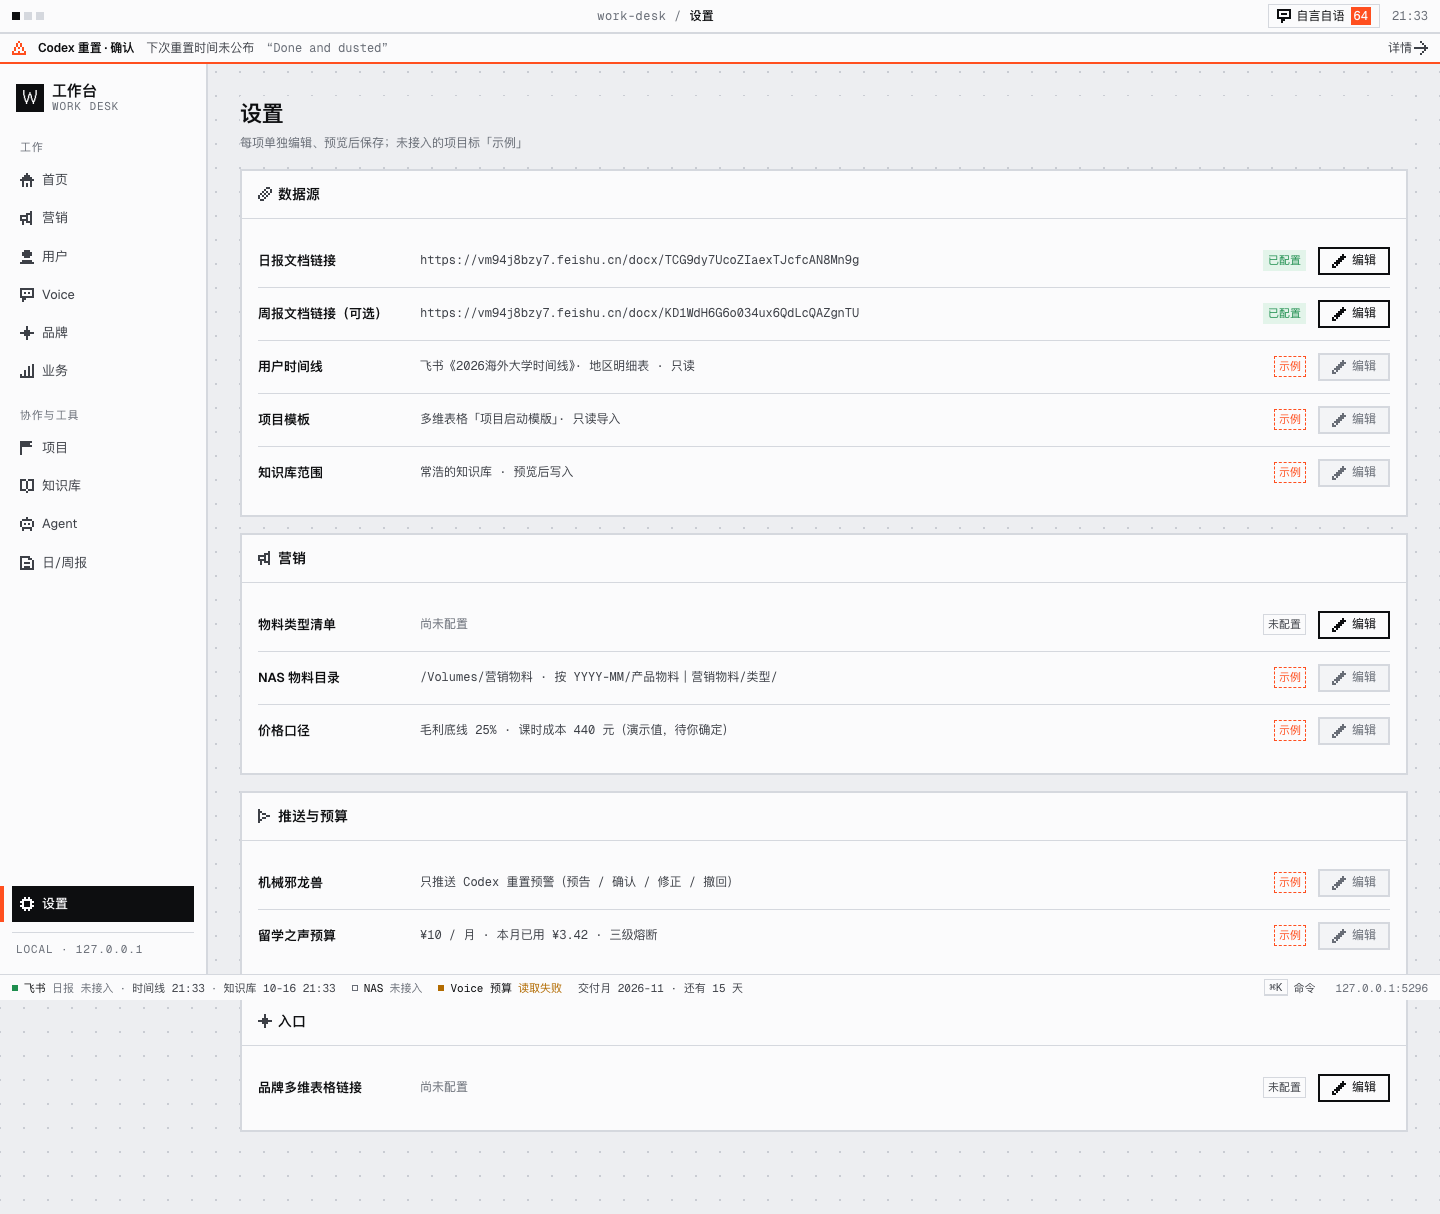 work-desk / 设置
自言自语 64
21:33
Codex 重置 · 确认 下次重置时间未公布 “Done and dusted”
详情
W
工作台
WORK DESK
工作
首页
营销
用户
Voice
品牌
业务
协作与工具
项目
知识库
Agent
日/周报
设置
LOCAL · 127.0.0.1
设置
每项单独编辑、预览后保存；未接入的项目标「示例」
数据源
日报文档链接 https://vm94j8bzy7.feishu.cn/docx/TCG9dy7UcoZIaexTJcfcAN8Mn9g 已配置 编辑
周报文档链接（可选） https://vm94j8bzy7.feishu.cn/docx/KD1WdH6G6o034ux6QdLcQAZgnTU 已配置 编辑
用户时间线 飞书《2026海外大学时间线》· 地区明细表 · 只读 示例 编辑
项目模板 多维表格「项目启动模版」· 只读导入 示例 编辑
知识库范围 常浩的知识库 · 预览后写入 示例 编辑
营销
物料类型清单 尚未配置 未配置 编辑
NAS 物料目录 /Volumes/营销物料 · 按 YYYY-MM/产品物料｜营销物料/类型/ 示例 编辑
价格口径 毛利底线 25% · 课时成本 440 元（演示值，待你确定） 示例 编辑
推送与预算
机械邪龙兽 只推送 Codex 重置预警（预告 / 确认 / 修正 / 撤回） 示例 编辑
留学之声预算 ¥10 / 月 · 本月已用 ¥3.42 · 三级熔断 示例 编辑
飞书 日报 未接入 · 时间线 21:33 · 知识库 10-16 21:33 NAS 未接入 Voice 预算 读取失败 交付月 2026-11 · 还有 15 天 ⌘K 命令 127.0.0.1:5296
入口
品牌多维表格链接 尚未配置 未配置 编辑